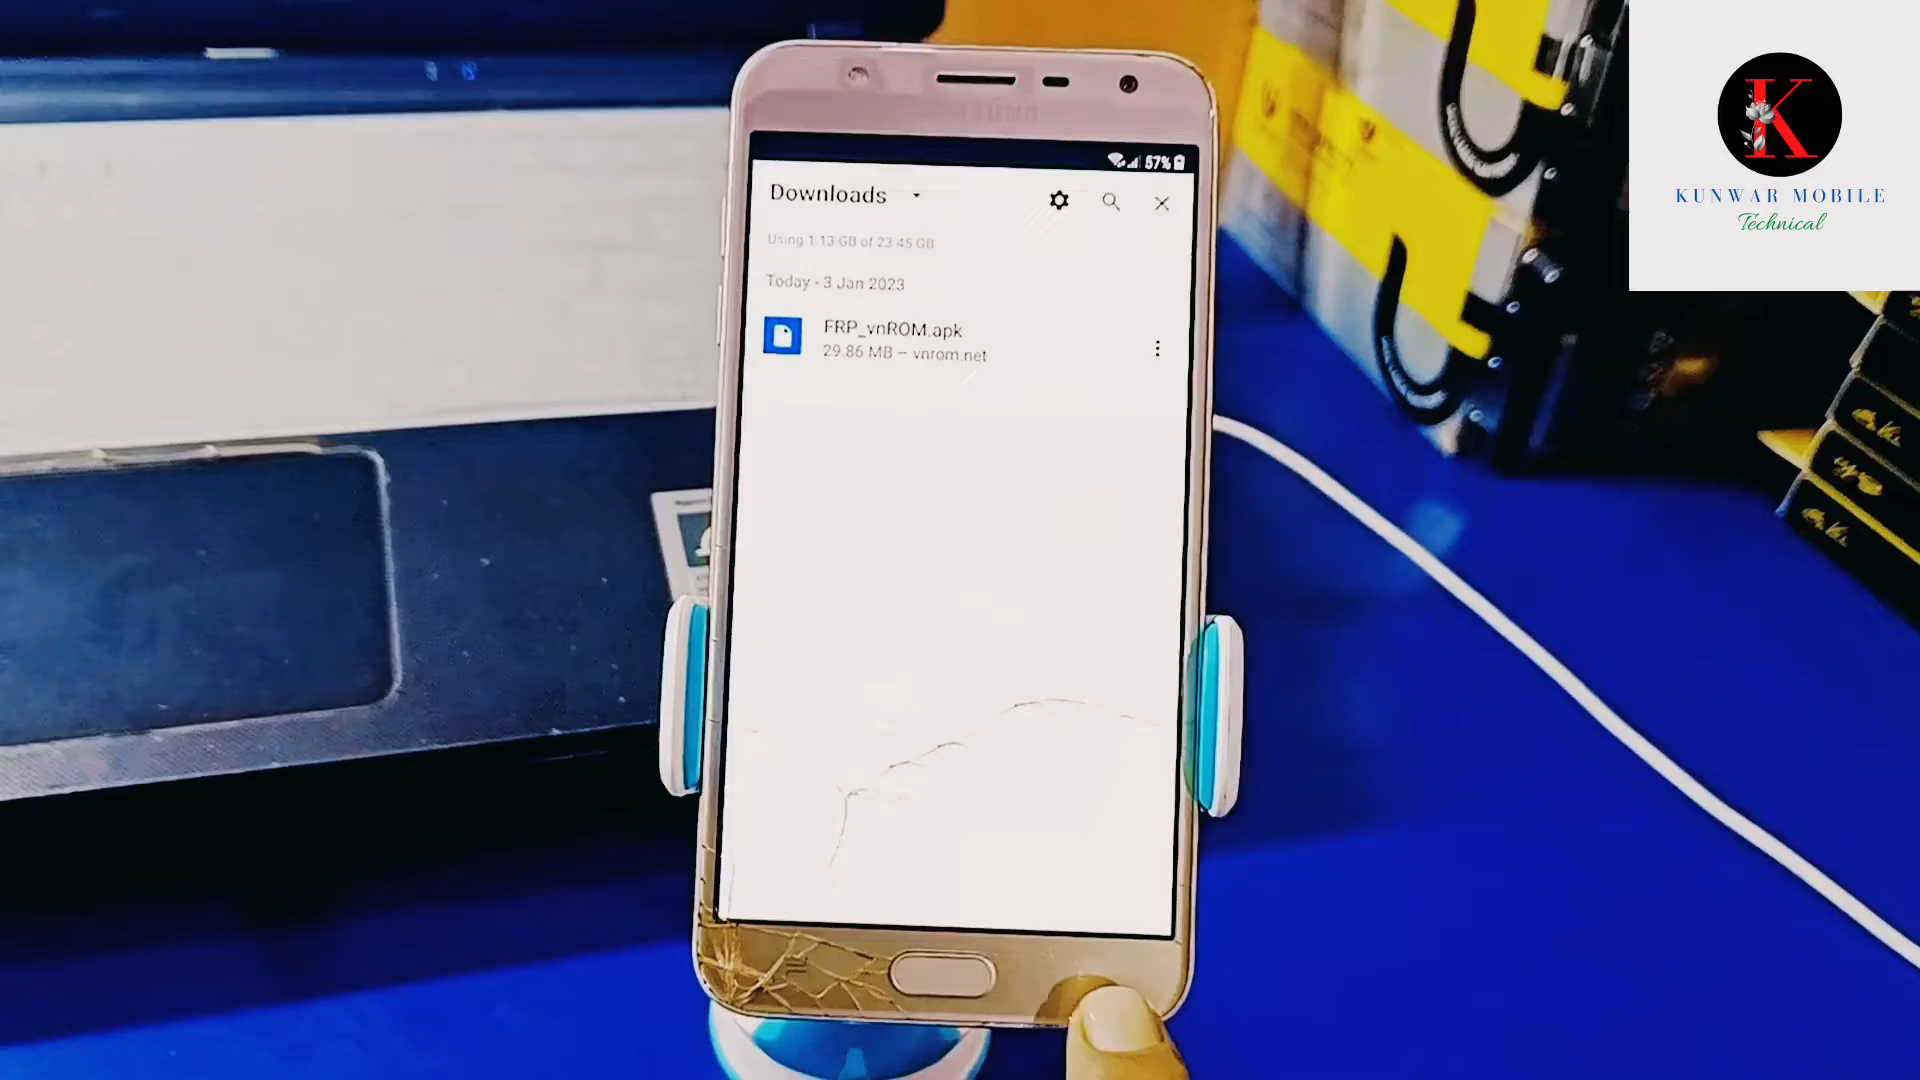 SAMSUNG
57%
Downloads
Using 1.13 GB of 23.45 GB
Today - 3 Jan 2023
FRP_vnROM.apk
29.86 MB – vnrom.net
K
KUNWAR MOBILE
Technical